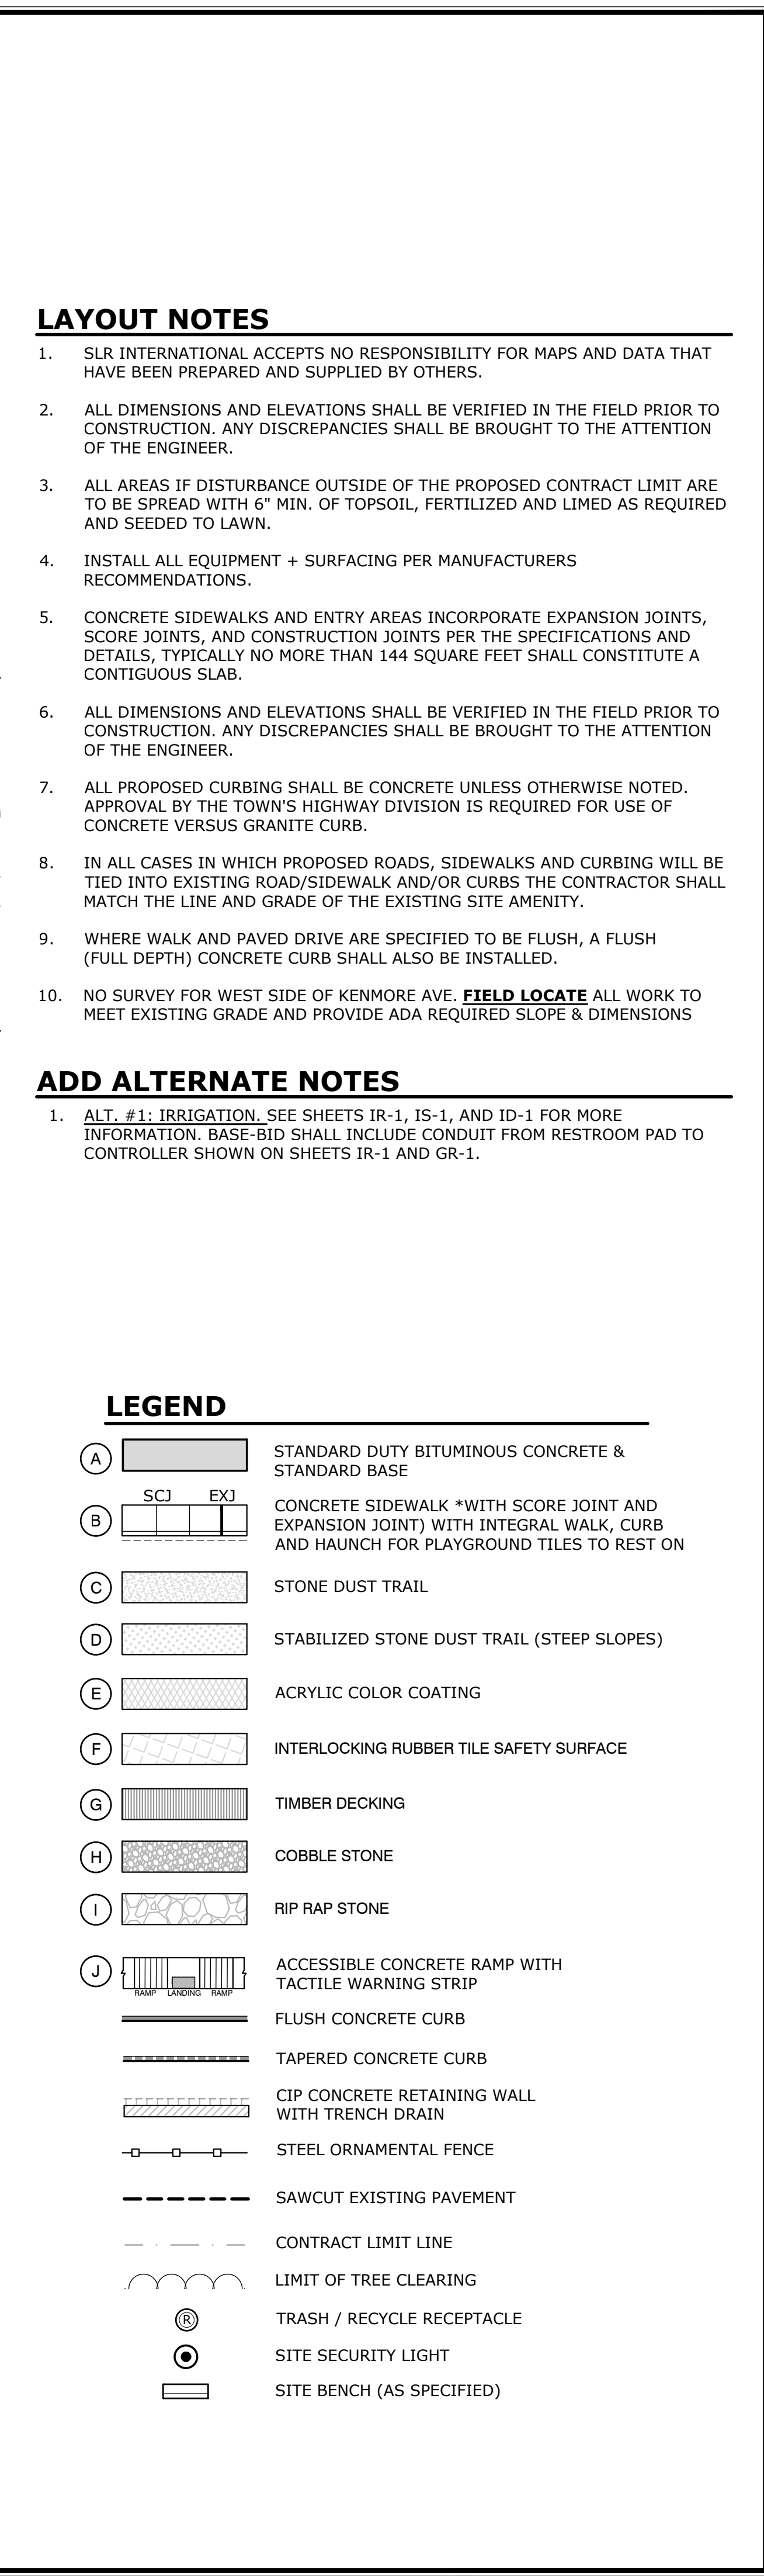 LAYOUT NOTES
1. SLR INTERNATIONAL ACCEPTS NO RESPONSIBILITY FOR MAPS AND DATA THAT
HAVE BEEN PREPARED AND SUPPLIED BY OTHERS.
2. ALL DIMENSIONS AND ELEVATIONS SHALL BE VERIFIED IN THE FIELD PRIOR TO
CONSTRUCTION. ANY DISCREPANCIES SHALL BE BROUGHT TO THE ATTENTION
OF THE ENGINEER.
3. ALL AREAS IF DISTURBANCE OUTSIDE OF THE PROPOSED CONTRACT LIMIT ARE
TO BE SPREAD WITH 6" MIN. OF TOPSOIL, FERTILIZED AND LIMED AS REQUIRED
AND SEEDED TO LAWN.
4. INSTALL ALL EQUIPMENT + SURFACING PER MANUFACTURERS
RECOMMENDATIONS.
5. CONCRETE SIDEWALKS AND ENTRY AREAS INCORPORATE EXPANSION JOINTS,
SCORE JOINTS, AND CONSTRUCTION JOINTS PER THE SPECIFICATIONS AND
DETAILS, TYPICALLY NO MORE THAN 144 SQUARE FEET SHALL CONSTITUTE A
CONTIGUOUS SLAB.
6. ALL DIMENSIONS AND ELEVATIONS SHALL BE VERIFIED IN THE FIELD PRIOR TO
CONSTRUCTION. ANY DISCREPANCIES SHALL BE BROUGHT TO THE ATTENTION
OF THE ENGINEER.
7. ALL PROPOSED CURBING SHALL BE CONCRETE UNLESS OTHERWISE NOTED.
APPROVAL BY THE TOWN'S HIGHWAY DIVISION IS REQUIRED FOR USE OF
CONCRETE VERSUS GRANITE CURB.
8. IN ALL CASES IN WHICH PROPOSED ROADS, SIDEWALKS AND CURBING WILL BE
TIED INTO EXISTING ROAD/SIDEWALK AND/OR CURBS THE CONTRACTOR SHALL
MATCH THE LINE AND GRADE OF THE EXISTING SITE AMENITY.
9. WHERE WALK AND PAVED DRIVE ARE SPECIFIED TO BE FLUSH, A FLUSH
(FULL DEPTH) CONCRETE CURB SHALL ALSO BE INSTALLED.
10. NO SURVEY FOR WEST SIDE OF KENMORE AVE. FIELD LOCATE ALL WORK TO
MEET EXISTING GRADE AND PROVIDE ADA REQUIRED SLOPE & DIMENSIONS
ADD ALTERNATE NOTES
1. ALT. #1: IRRIGATION. SEE SHEETS IR-1, IS-1, AND ID-1 FOR MORE
INFORMATION. BASE-BID SHALL INCLUDE CONDUIT FROM RESTROOM PAD TO
CONTROLLER SHOWN ON SHEETS IR-1 AND GR-1.
LEGEND
A STANDARD DUTY BITUMINOUS CONCRETE &
STANDARD BASE
SCJ EXJ
B CONCRETE SIDEWALK *WITH SCORE JOINT AND
EXPANSION JOINT) WITH INTEGRAL WALK, CURB
AND HAUNCH FOR PLAYGROUND TILES TO REST ON
C STONE DUST TRAIL
D STABILIZED STONE DUST TRAIL (STEEP SLOPES)
E ACRYLIC COLOR COATING
F INTERLOCKING RUBBER TILE SAFETY SURFACE
G TIMBER DECKING
H COBBLE STONE
I RIP RAP STONE
J ACCESSIBLE CONCRETE RAMP WITH
TACTILE WARNING STRIP
RAMP LANDING RAMP
FLUSH CONCRETE CURB
TAPERED CONCRETE CURB
CIP CONCRETE RETAINING WALL
WITH TRENCH DRAIN
STEEL ORNAMENTAL FENCE
SAWCUT EXISTING PAVEMENT
CONTRACT LIMIT LINE
LIMIT OF TREE CLEARING
R TRASH / RECYCLE RECEPTACLE
SITE SECURITY LIGHT
SITE BENCH (AS SPECIFIED)